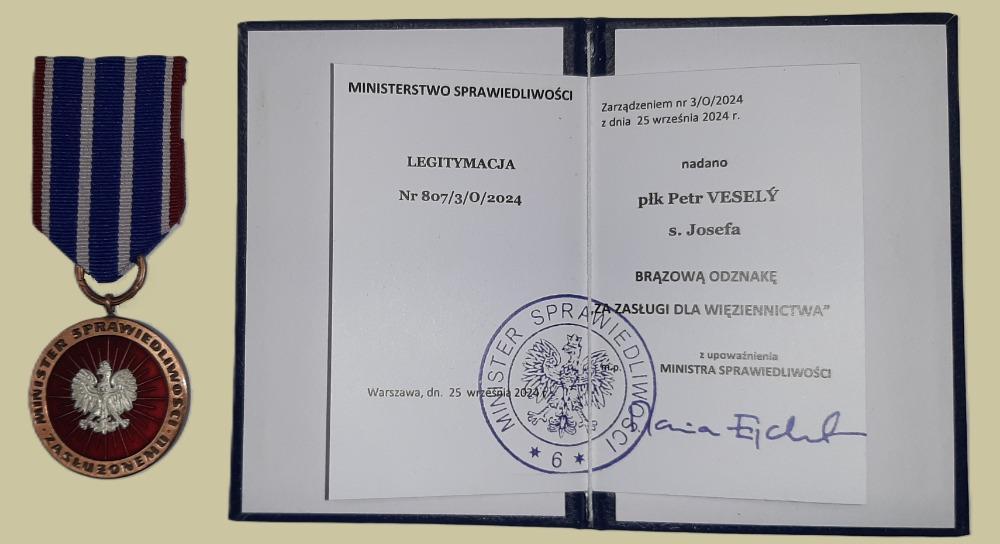 MINISTER SPRAWIEDLIWOŚCI
ZASŁUŻONEMU
MINISTERSTWO SPRAWIEDLIWOŚCI
LEGITYMACJA
Nr 807/3/O/2024
Warszawa, dn. 25 września 2024 r.
MINISTER SPRAWIEDLIWOŚCI
* 6 *
Zarządzeniem nr 3/O/2024
z dnia 25 września 2024 r.
nadano
płk Petr VESELÝ
s. Josefa
BRĄZOWĄ ODZNAKĘ
„ZA ZASŁUGI DLA WIĘZIENNICTWA”
z upoważnienia
m.p.
MINISTRA SPRAWIEDLIWOŚCI